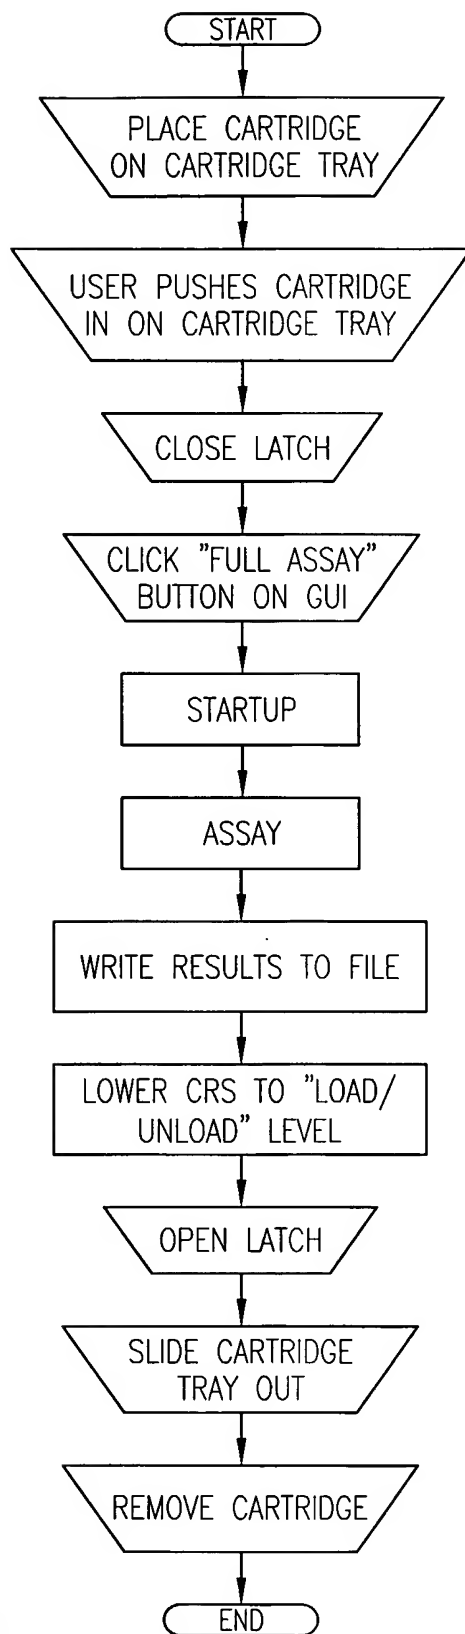 START
PLACE CARTRIDGE
ON CARTRIDGE TRAY
USER PUSHES CARTRIDGE
IN ON CARTRIDGE TRAY
CLOSE LATCH
CLICK "FULL ASSAY"
BUTTON ON GUI
STARTUP
ASSAY
WRITE RESULTS TO FILE
LOWER CRS TO "LOAD/
UNLOAD" LEVEL
OPEN LATCH
SLIDE CARTRIDGE
TRAY OUT
REMOVE CARTRIDGE
END